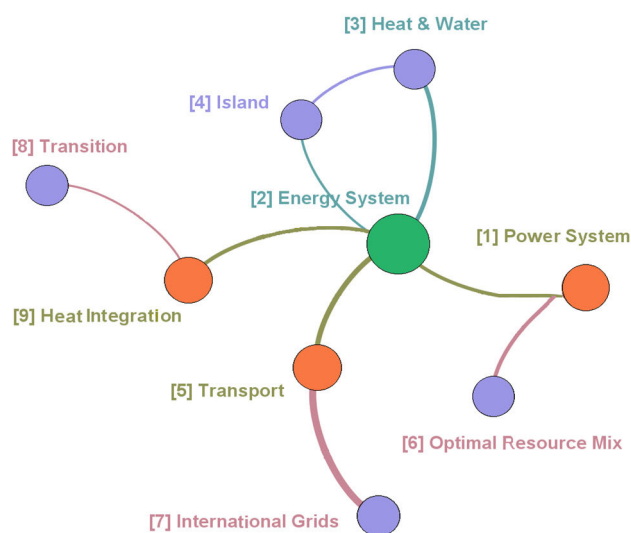 [3] Heat & Water
[4] Island
[8] Transition
[2] Energy System
[1] Power System
[9] Heat Integration
[5] Transport
[6] Optimal Resource Mix
[7] International Grids